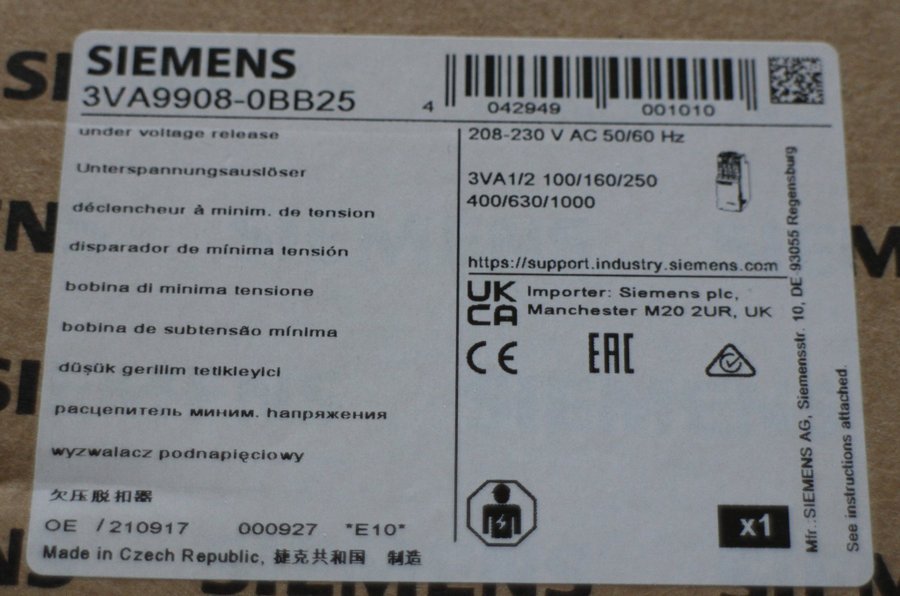 SIEMENS
3VA9908-0BB25
4 042949 001010
under voltage release
Unterspannungsauslöser
déclencheur à minim. de tension
disparador de mínima tensión
bobina di minima tensione
bobina de subtensão mínima
düşük gerilim tetikleyici
расцепитель миним. напряжения
wyzwalacz podnapięciowy
欠压脱扣器
OE / 210917 000927 *E10*
Made in Czech Republic, 捷克共和国 制造
208-230 V AC 50/60 Hz
3VA1/2 100/160/250
400/630/1000
https://support.industry.siemens.com
UK
CA
Importer: Siemens plc,
Manchester M20 2UR, UK
CE EAC
x1
Mfr.:SIEMENS AG, Siemensstr. 10, DE 93055 Regensburg
See instructions attached.